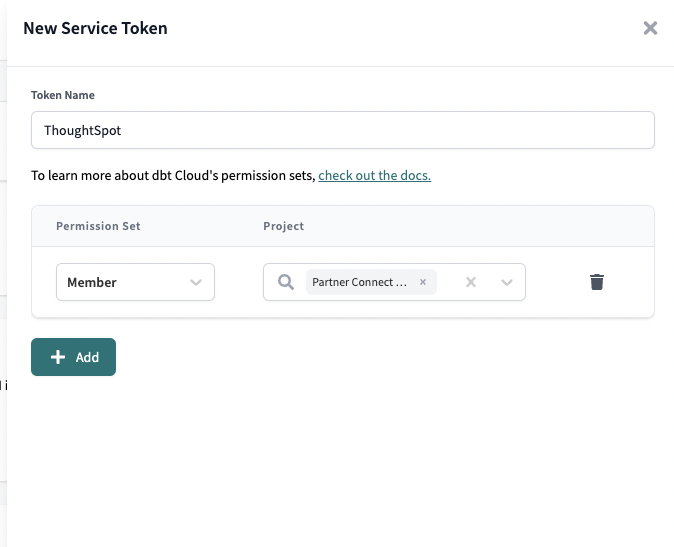 New Service Token
Token Name
ThoughtSpot
To learn more about dbt Cloud's permission sets, check out the docs.
Permission Set Project
Member Partner Connect ...
Add